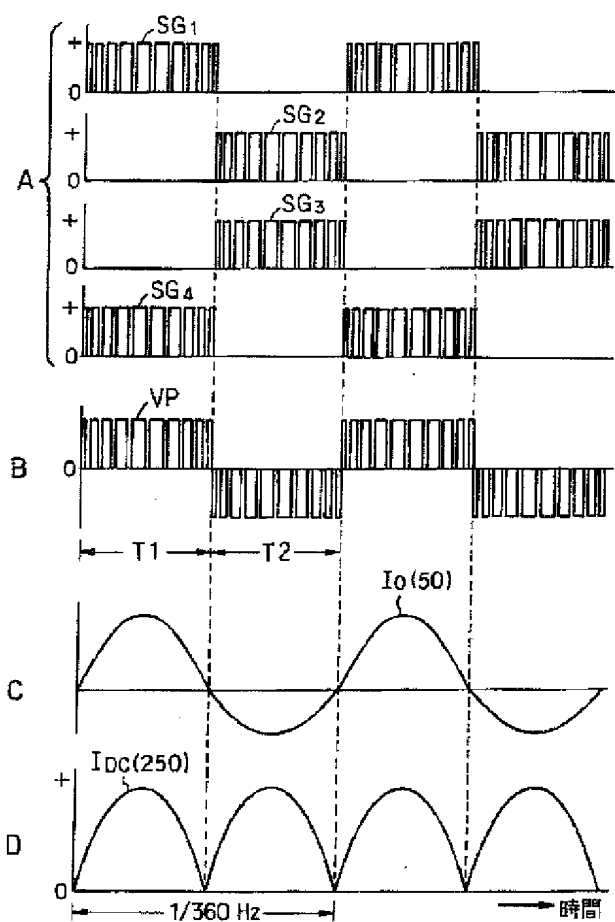 +
SG1
0
+
SG2
0
A
+
SG3
0
+
SG4
0
VP
B
0
T1
T2
Io(50)
C
+
IDC(250)
D
0
1/360 Hz
時間